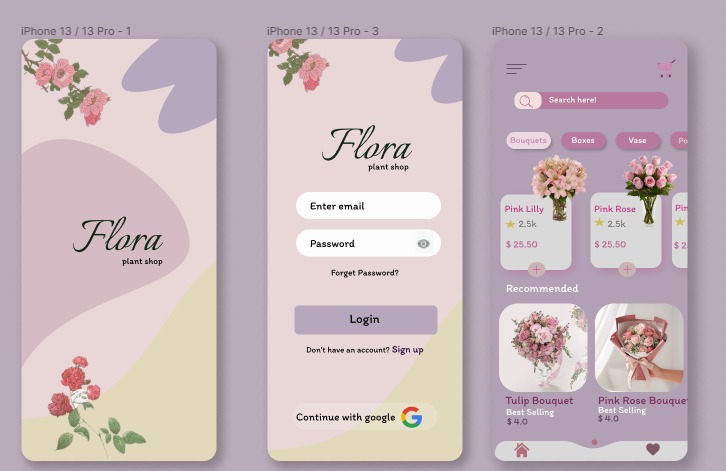 iPhone 13 / 13 Pro - 1
Flora
plant shop
iPhone 13 / 13 Pro - 3
Flora
plant shop
Enter email
Password
Forget Password?
Login
Don't have an account? Sign up
Continue with google
iPhone 13 / 13 Pro - 2
Search here!
Bouquets
Boxes
Vase
Po
Pink Lilly
2.5k
$ 25.50
+
Pink Rose
2.5k
$ 25.50
+
Pin
$ 2
Recommended
Tulip Bouquet
Best Selling
$ 4.0
Pink Rose Bouquet
Best Selling
$ 4.0